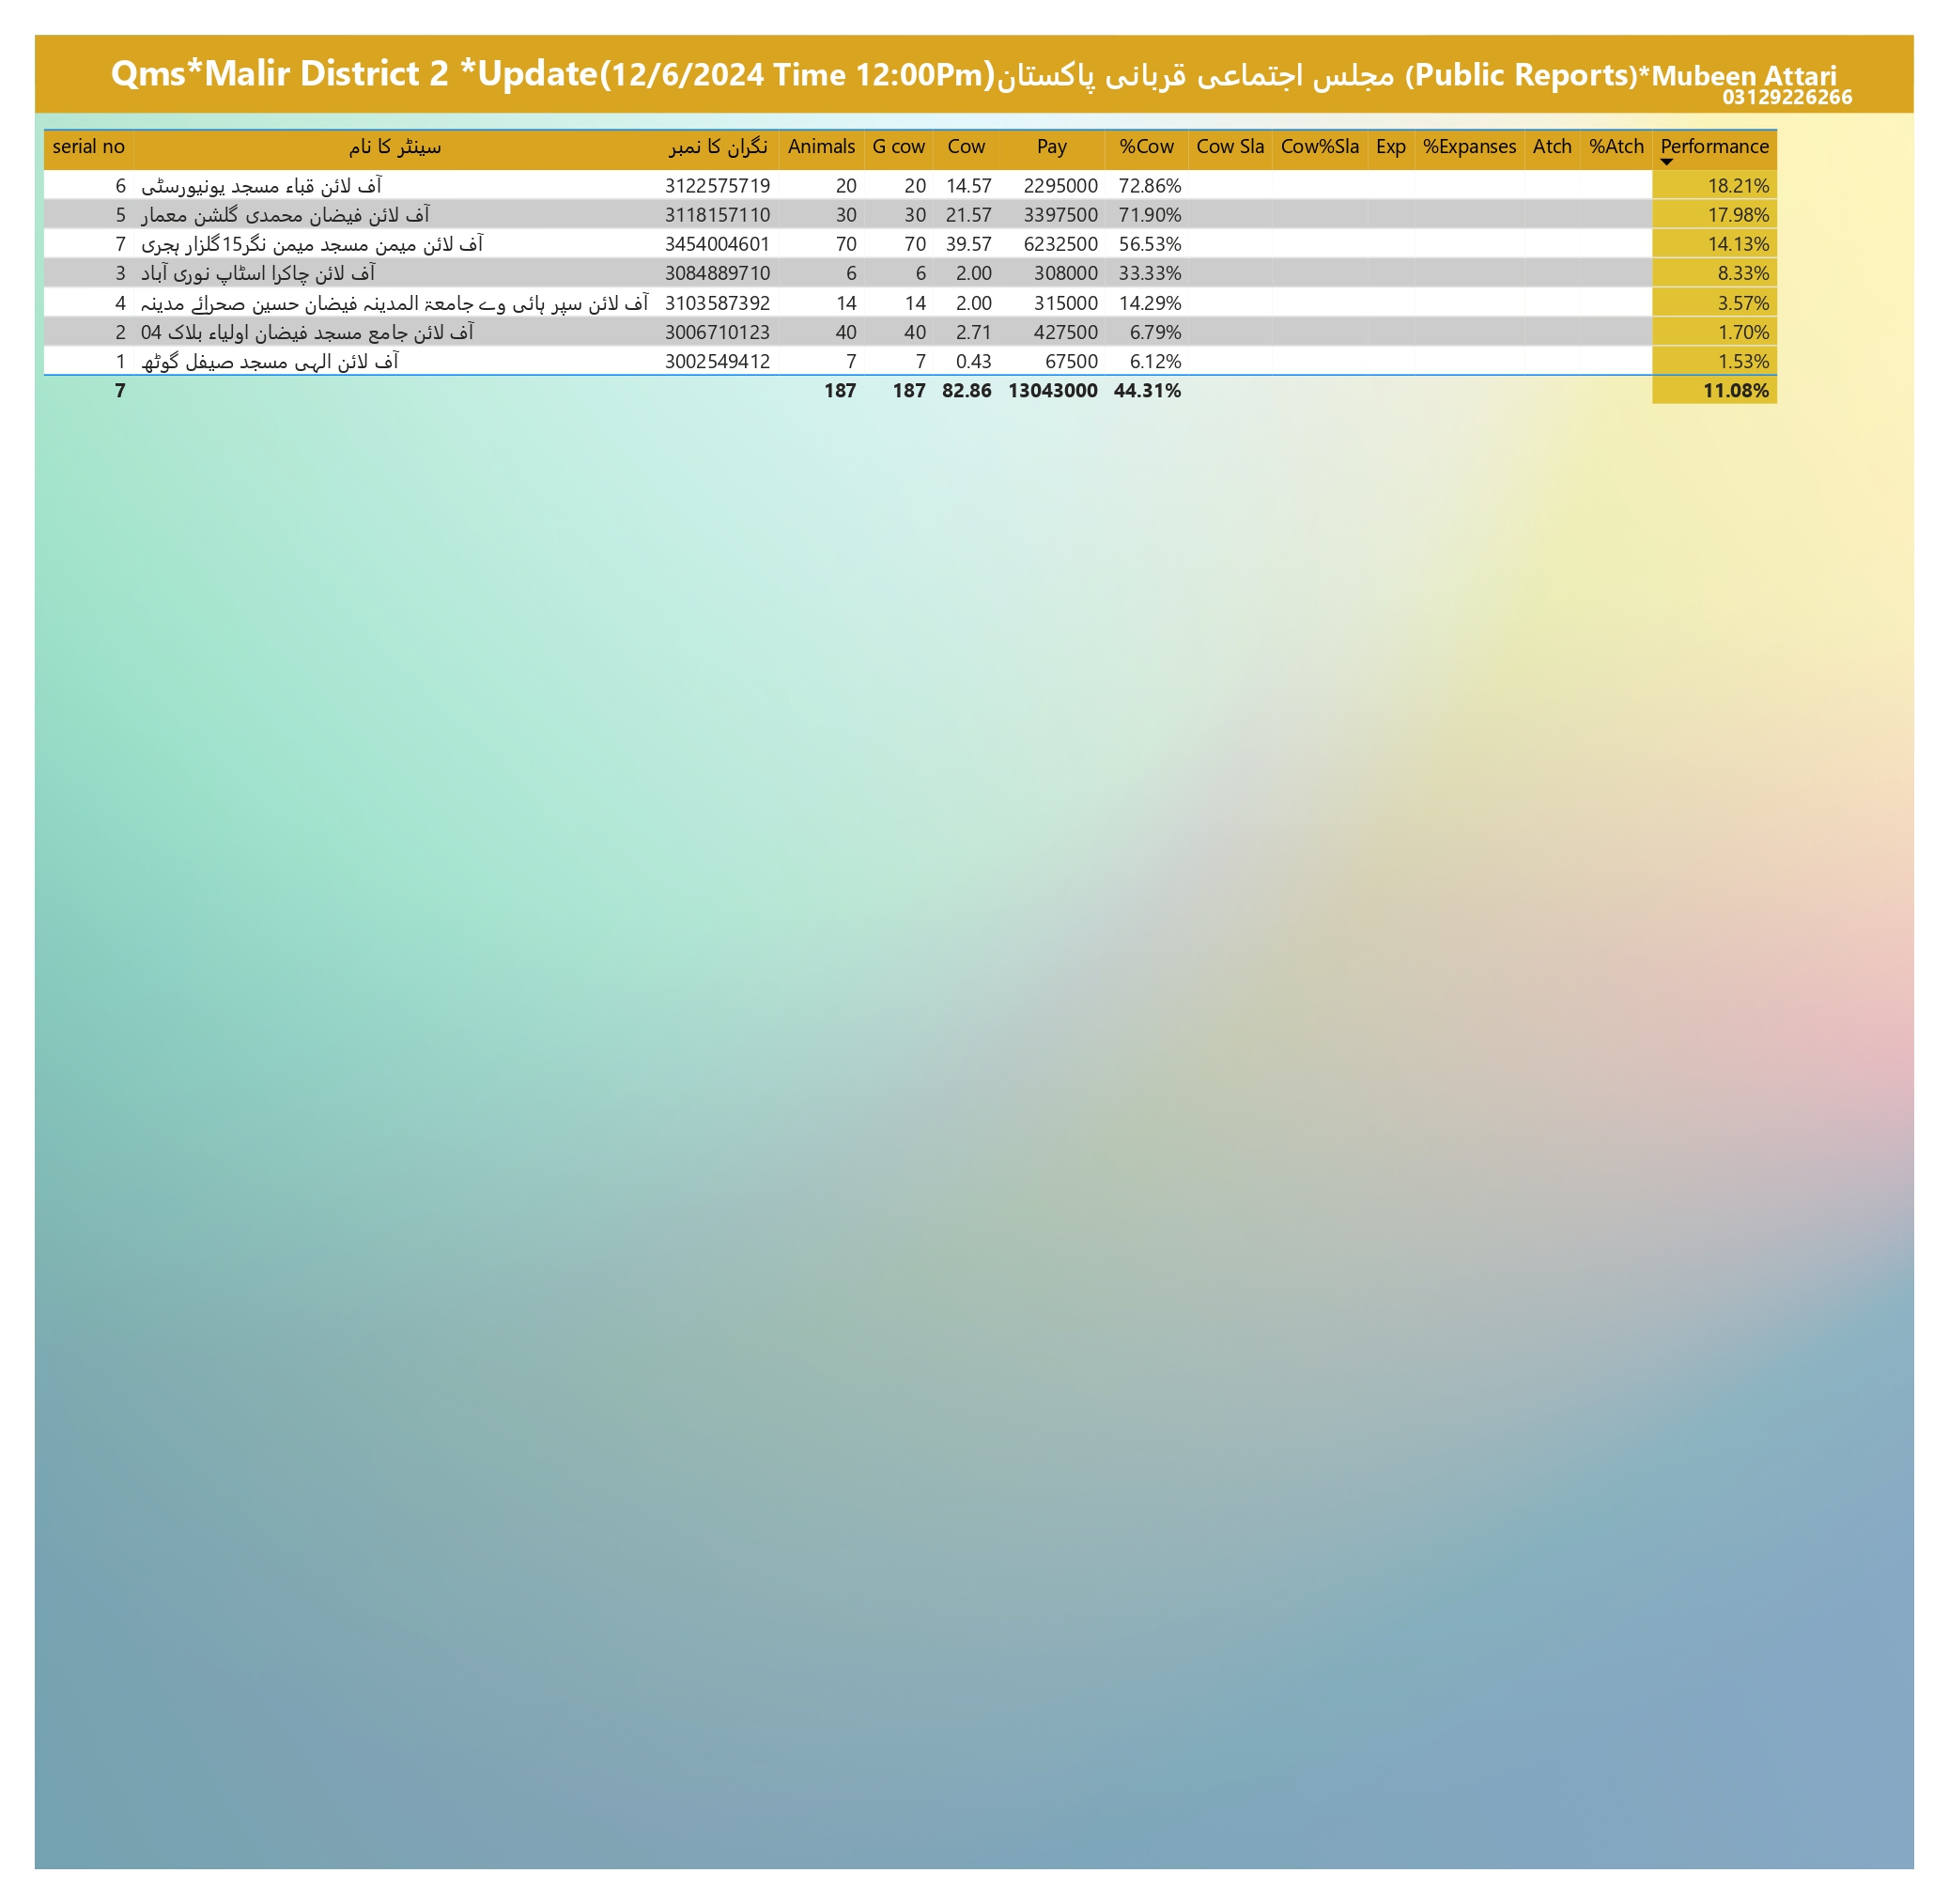 Qms*Malir District 2 *Update(12/6/2024 Time 12:00Pm)مجلس اجتماعی قربانی پاکستان (Public Reports)*Mubeen Attari
03129226266
serial no سینٹر کا نام نگران کا نمبر Animals G cow Cow Pay %Cow Cow Sla Cow%Sla Exp %Expanses Atch %Atch Performance
6 آف لائن قباء مسجد یونیورسٹی 3122575719 20 20 14.57 2295000 72.86% 18.21%
5 آف لائن فیضان محمدی گلشن معمار 3118157110 30 30 21.57 3397500 71.90% 17.98%
7 آف لائن میمن مسجد میمن نگر15گلزار ہجری 3454004601 70 70 39.57 6232500 56.53% 14.13%
3 آف لائن چاکرا اسٹاپ نوری آباد 3084889710 6 6 2.00 308000 33.33% 8.33%
4 آف لائن سپر ہائی وے جامعۃ المدینہ فیضان حسین صحرائے مدینہ 3103587392 14 14 2.00 315000 14.29% 3.57%
2 آف لائن جامع مسجد فیضان اولیاء بلاک 04 3006710123 40 40 2.71 427500 6.79% 1.70%
1 آف لائن الہی مسجد صیفل گوٹھ 3002549412 7 7 0.43 67500 6.12% 1.53%
7 187 187 82.86 13043000 44.31% 11.08%